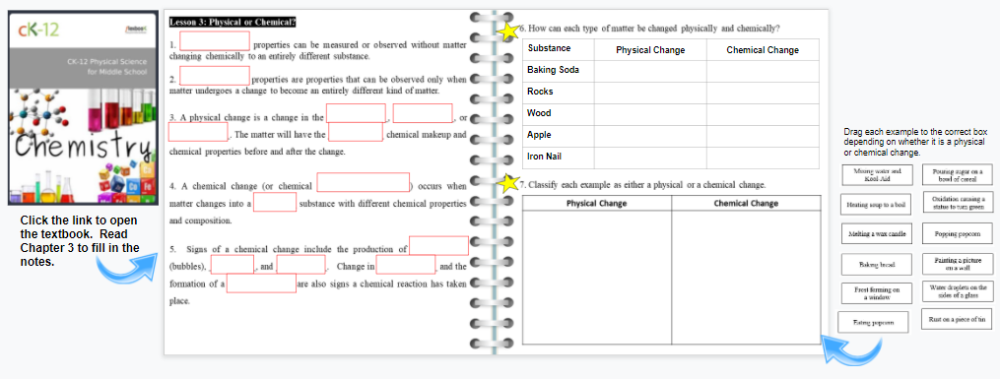 cK-12
flexbook
CK-12 Physical Science
for Middle School
Chemistry
Cu
Fe
Click the link to open
the textbook. Read
Chapter 3 to fill in the
notes.
Lesson 3: Physical or Chemical?
1. properties can be measured or observed without matter
changing chemically to an entirely different substance.
2. properties are properties that can be observed only when
matter undergoes a change to become an entirely different kind of matter.
3. A physical change is a change in the , , or
. The matter will have the chemical makeup and
chemical properties before and after the change.
4. A chemical change (or chemical ) occurs when
matter changes into a substance with different chemical properties
and composition.
5. Signs of a chemical change include the production of
(bubbles), , and . Change in , and the
formation of a are also signs a chemical reaction has taken
place.
6. How can each type of matter be changed physically and chemically?
Substance Physical Change Chemical Change
Baking Soda
Rocks
Wood
Apple
Iron Nail
7. Classify each example as either a physical or a chemical change.
Physical Change Chemical Change
Drag each example to the correct box
depending on whether it is a physical
or chemical change.
Mixing water and
Kool-Aid
Pouring sugar on a
bowl of cereal
Heating soup to a boil
Oxidation causing a
statue to turn green
Melting a wax candle
Popping popcorn
Baking bread
Painting a picture
on a wall
Frost forming on
a window
Water droplets on the
sides of a glass
Eating popcorn
Rust on a piece of tin